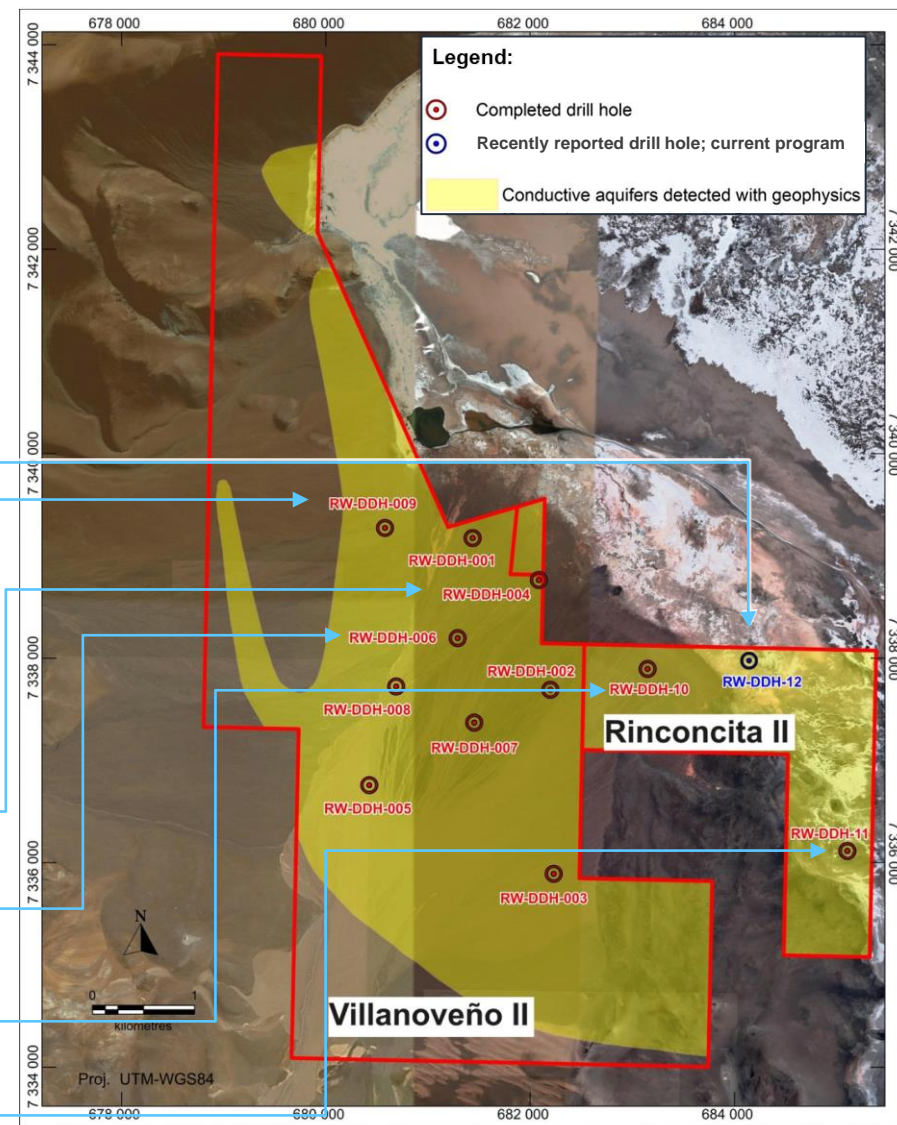 678 000
680 000
682 000
684 000
7 344 000
7 342 000
7 340 000
7 338 000
7 336 000
7 334 000
Legend:
Completed drill hole
Recently reported drill hole; current program
Conductive aquifers detected with geophysics
7 342 000
7 340 000
7 338 000
7 336 000
RW-DDH-009
RW-DDH-001
RW-DDH-004
RW-DDH-006
RW-DDH-002
RW-DDH-10
RW-DDH-12
RW-DDH-008
RW-DDH-007
Rinconcita II
RW-DDH-005
RW-DDH-11
RW-DDH-003
N
0 1
kilometres
Villanoveño II
Proj. UTM-WGS84
678 000
680 000
682 000
684 000